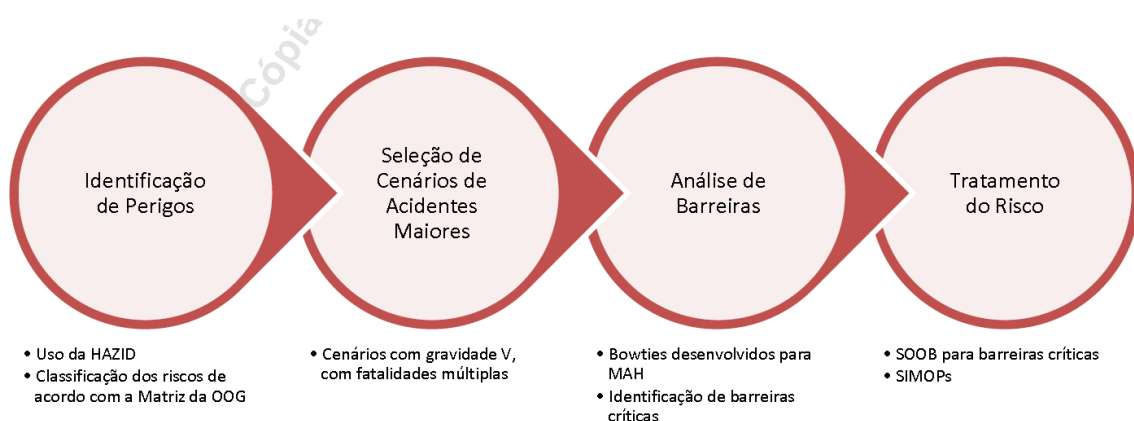 Cópia
Identificação
de Perigos
Seleção de
Cenários de
Acidentes
Maiores
Análise de
Barreiras
Tratamento
do Risco
• Uso da HAZID
• Classificação dos riscos de
acordo com a Matriz da OOG
• Cenários com gravidade V,
com fatalidades múltiplas
• Bowties desenvolvidos para
MAH
• Identificação de barreiras
críticas
• SOOB para barreiras críticas
• SIMOPs